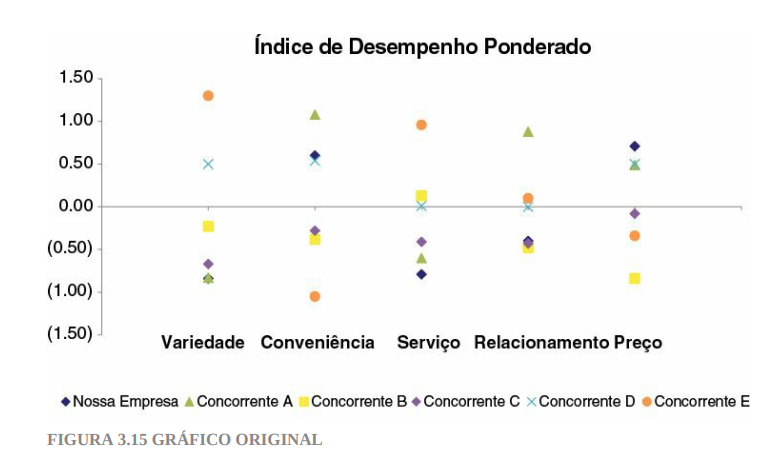 Índice de Desempenho Ponderado
1.50
1.00
0.50
0.00
(0.50)
(1.00)
(1.50)
Variedade Conveniência Serviço Relacionamento Preço
Nossa Empresa Concorrente A Concorrente B Concorrente C Concorrente D Concorrente E
FIGURA 3.15 GRÁFICO ORIGINAL